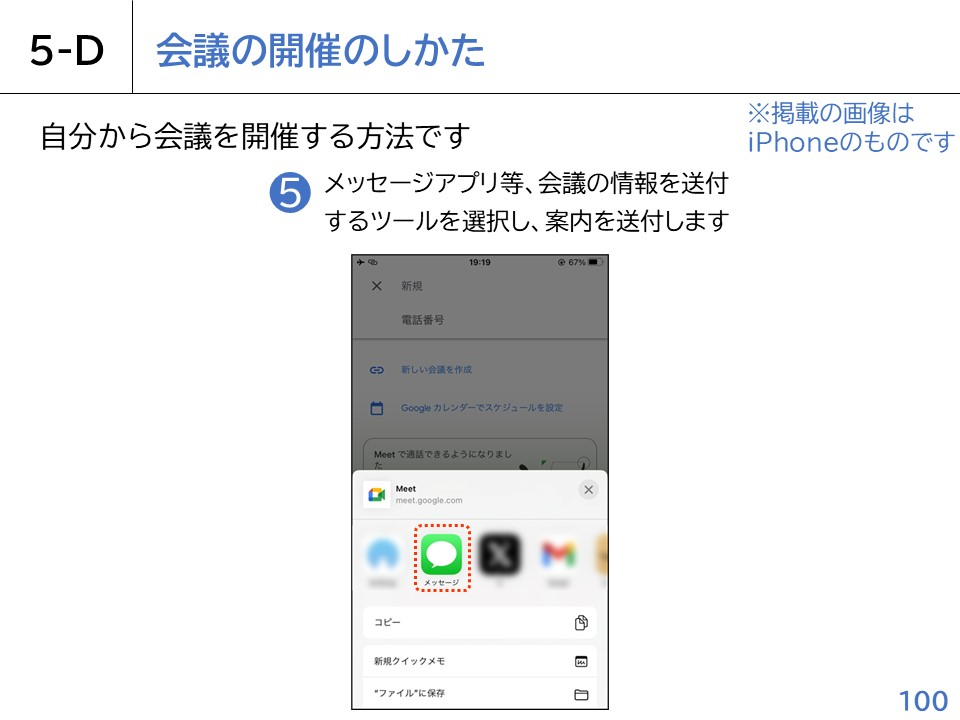 5-D
会議の開催のしかた
※掲載の画像は
iPhoneのものです
自分から会議を開催する方法です
5
メッセージアプリ等、会議の情報を送付
するツールを選択し、案内を送付します
19:19
67%
新規
電話番号
新しい会議を作成
Google カレンダーでスケジュールを設定
Meet で通話できるようになりまし
た
Meet
meet.google.com
メッセージ
コピー
新規クイックメモ
"ファイル"に保存
100